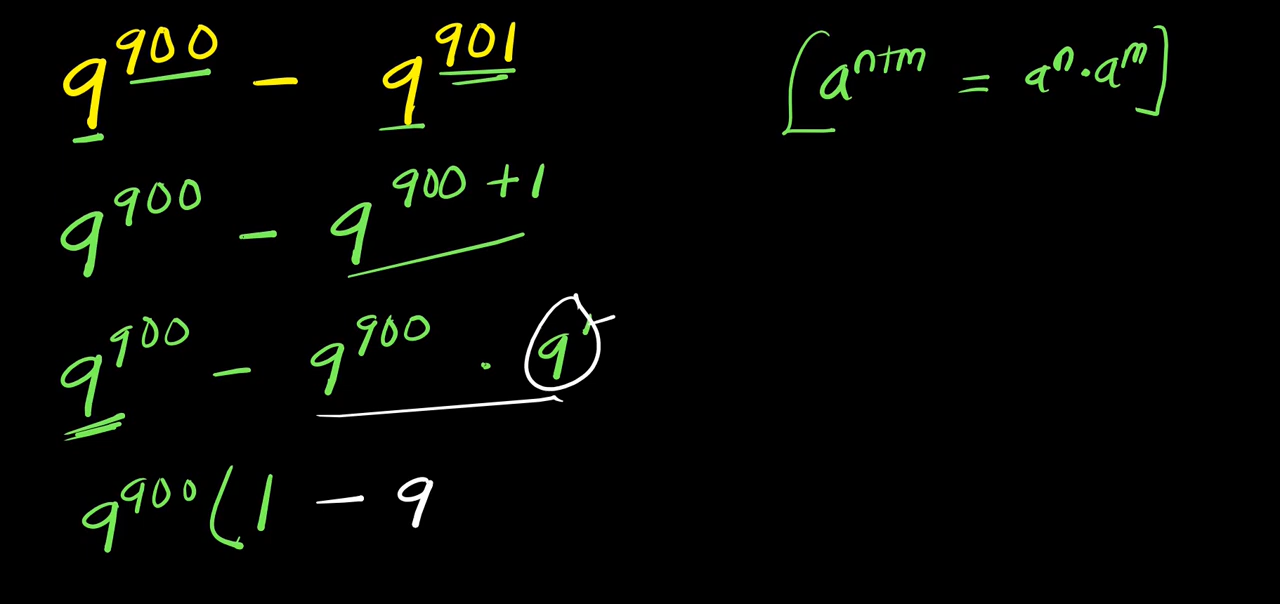 9^900 - 9^901 [a^n+m = a^n · a^m]
9^900 - 9^900 + 1
9^900 - 9^900 · 9^1
9^900 (1 - 9